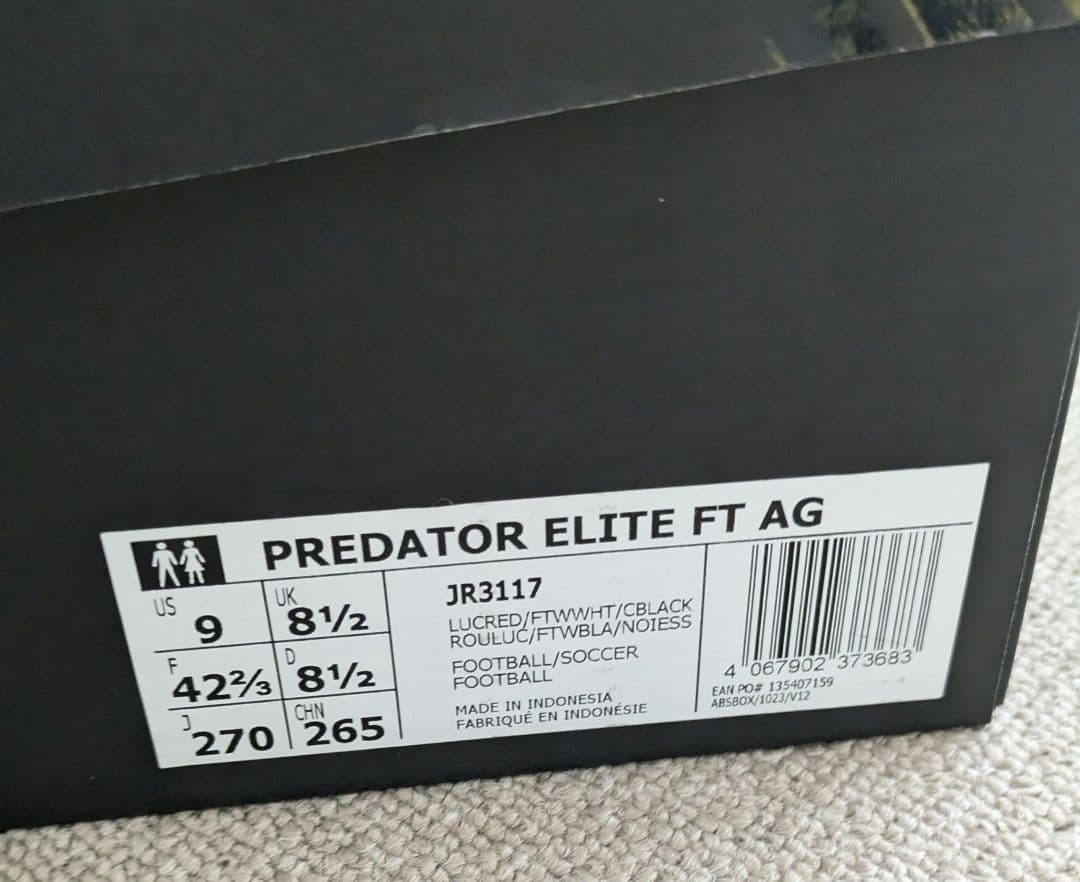 PREDATOR ELITE FT AG
US 9
UK 8½
F 42⅔
D 8½
J 270
CHN 265
JR3117
LUCRED/FTWWHT/CBLACK
ROULUC/FTWBLA/NOIESS
FOOTBALL/SOCCER
FOOTBALL
MADE IN INDONESIA
FABRIQUÉ EN INDONÉSIE
4 067902 373683
EAN PO# 135407159
ABSBOX/1023/V12